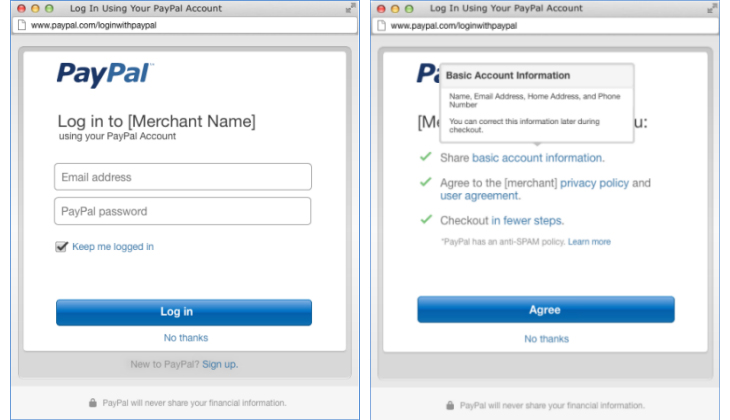 Log In Using Your PayPal Account
www.paypal.com/loginwithpaypal
PayPal
Log in to [Merchant Name]
using your PayPal Account
Email address
PayPal password
Keep me logged in
Log in
No thanks
New to PayPal? Sign up.
PayPal will never share your financial information.
Log In Using Your PayPal Account
www.paypal.com/loginwithpaypal
Basic Account Information
Name, Email Address, Home Address, and Phone
Number
You can correct this information later during
checkout.
[Me u:
Share basic account information.
Agree to the [merchant] privacy policy and
user agreement.
Checkout in fewer steps.
*PayPal has an anti-SPAM policy. Learn more
Agree
No thanks
PayPal will never share your financial information.